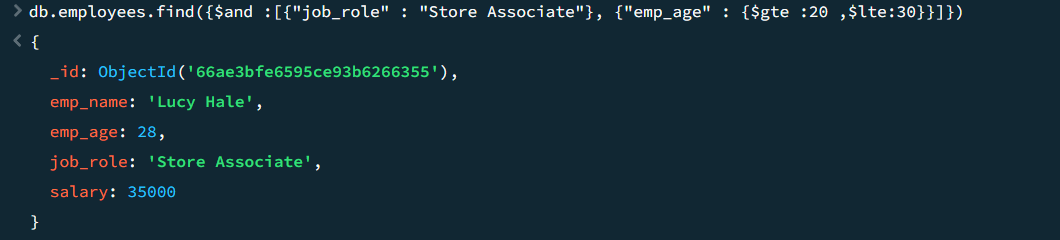 > db.employees.find({$and :[{"job_role" : "Store Associate"}, {"emp_age" : {$gte :20 ,$lte:30}}]})
< {
_id: ObjectId('66ae3bfe6595ce93b6266355'),
emp_name: 'Lucy Hale',
emp_age: 28,
job_role: 'Store Associate',
salary: 35000
}